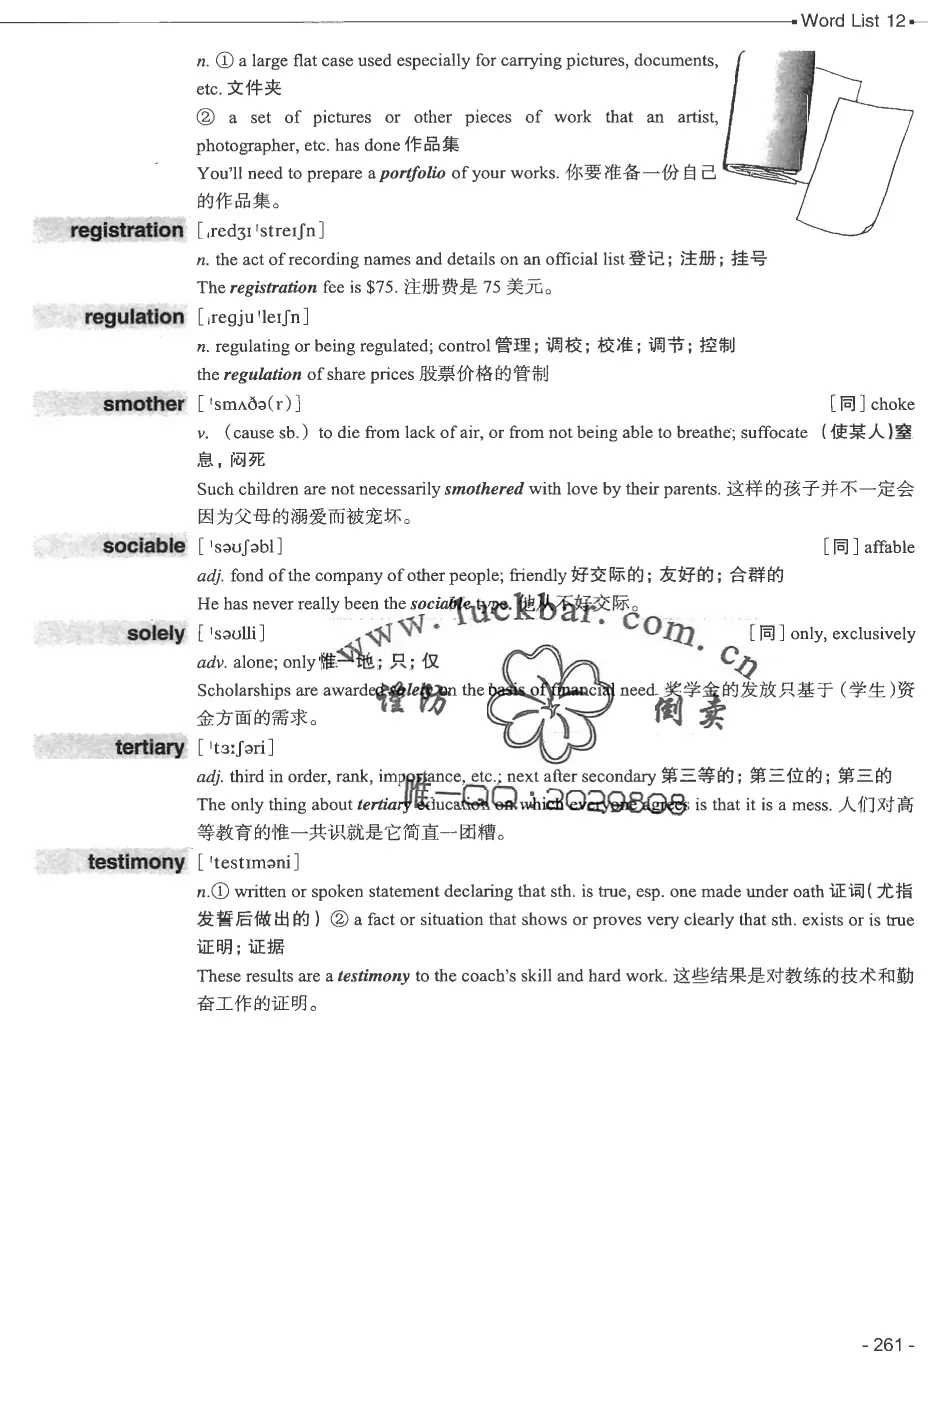 Word List 12
n. ① a large flat case used especially for carrying pictures, documents,
etc. 文件夹
② a set of pictures or other pieces of work that an artist,
photographer, etc. has done 作品集
You'll need to prepare a portfolio of your works. 你要准备一份自己
的作品集。
registration [ˌredʒɪˈstreɪʃn]
n. the act of recording names and details on an official list 登记；注册；挂号
The registration fee is $75. 注册费是 75 美元。
regulation [ˌregjuˈleɪʃn]
n. regulating or being regulated; control 管理；调校；校准；调节；控制
the regulation of share prices 股票价格的管制
smother [ˈsmʌðə(r)] [同] choke
v. （cause sb.） to die from lack of air, or from not being able to breathe; suffocate （使某人）窒
息，闷死
Such children are not necessarily smothered with love by their parents. 这样的孩子并不一定会
因为父母的溺爱而被宠坏。
sociable [ˈsəʊʃəbl] [同] affable
adj. fond of the company of other people; friendly 好交际的；友好的；合群的
He has never really been the sociable type. 他从不好交际。
solely [ˈsəʊlli] [同] only, exclusively
www.luckbar.com.cn
adv. alone; only 惟一地；只；仅
Scholarships are awarded solely on the basis of financial need. 奖学金的发放只基于（学生）资
谨防 倒卖
金方面的需求。
tertiary [ˈtɜːʃəri]
adj. third in order, rank, importance, etc.; next after secondary 第三等的；第三位的；第三的
唯一QQ：3029808
The only thing about tertiary education on which everyone agrees is that it is a mess. 人们对高
等教育的惟一共识就是它简直一团糟。
testimony [ˈtestɪməni]
n.① written or spoken statement declaring that sth. is true, esp. one made under oath 证词（尤指
发誓后做出的） ② a fact or situation that shows or proves very clearly that sth. exists or is true
证明；证据
These results are a testimony to the coach's skill and hard work. 这些结果是对教练的技术和勤
奋工作的证明。
- 261 -